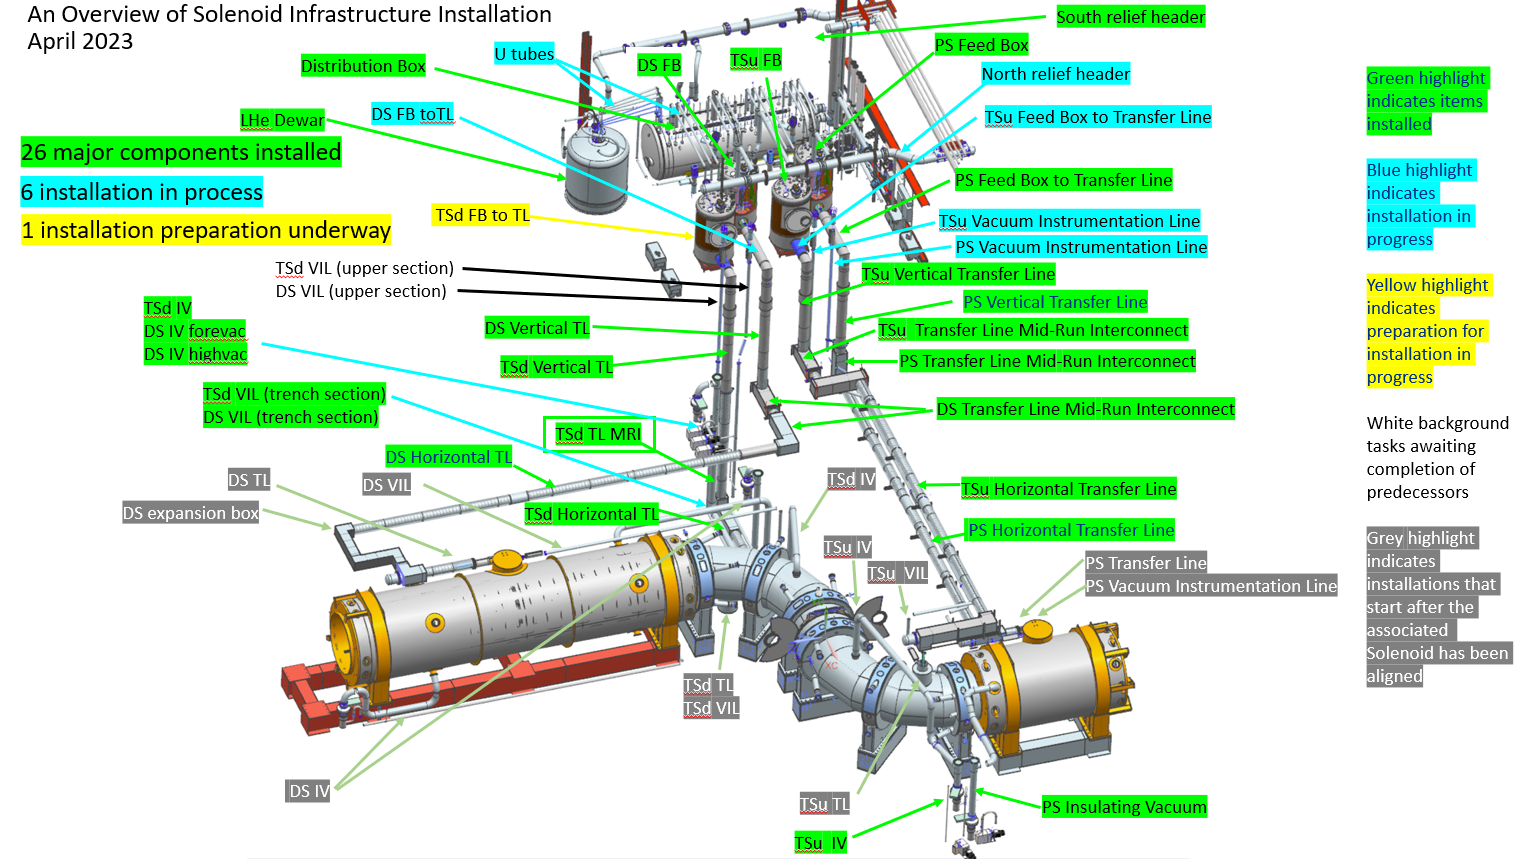 An Overview of Solenoid Infrastructure Installation
April 2023
South relief header
PS Feed Box
U tubes
Distribution Box
DS FB
TSu FB
North relief header
DS FB toTL
LHe Dewar
TSu Feed Box to Transfer Line
26 major components installed
6 installation in process
1 installation preparation underway
PS Feed Box to Transfer Line
TSd FB to TL
TSu Vacuum Instrumentation Line
PS Vacuum Instrumentation Line
TSd VIL (upper section)
DS VIL (upper section)
TSu Vertical Transfer Line
PS Vertical Transfer Line
TSd IV
DS IV forevac
DS IV highvac
DS Vertical TL
TSu Transfer Line Mid-Run Interconnect
TSd Vertical TL
PS Transfer Line Mid-Run Interconnect
TSd VIL (trench section)
DS VIL (trench section)
DS Transfer Line Mid-Run Interconnect
TSd TL MRI
DS Horizontal TL
DS TL
DS VIL
TSd IV
TSu Horizontal Transfer Line
DS expansion box
TSd Horizontal TL
PS Horizontal Transfer Line
TSu IV
TSu VIL
PS Transfer Line
PS Vacuum Instrumentation Line
XC
TSd TL
TSd VIL
DS IV
TSu TL
PS Insulating Vacuum
TSu IV
Green highlight
indicates items
installed
Blue highlight
indicates
installation in
progress
Yellow highlight
indicates
preparation for
installation in
progress
White background
tasks awaiting
completion of
predecessors
Grey highlight
indicates
installations that
start after the
associated
Solenoid has been
aligned